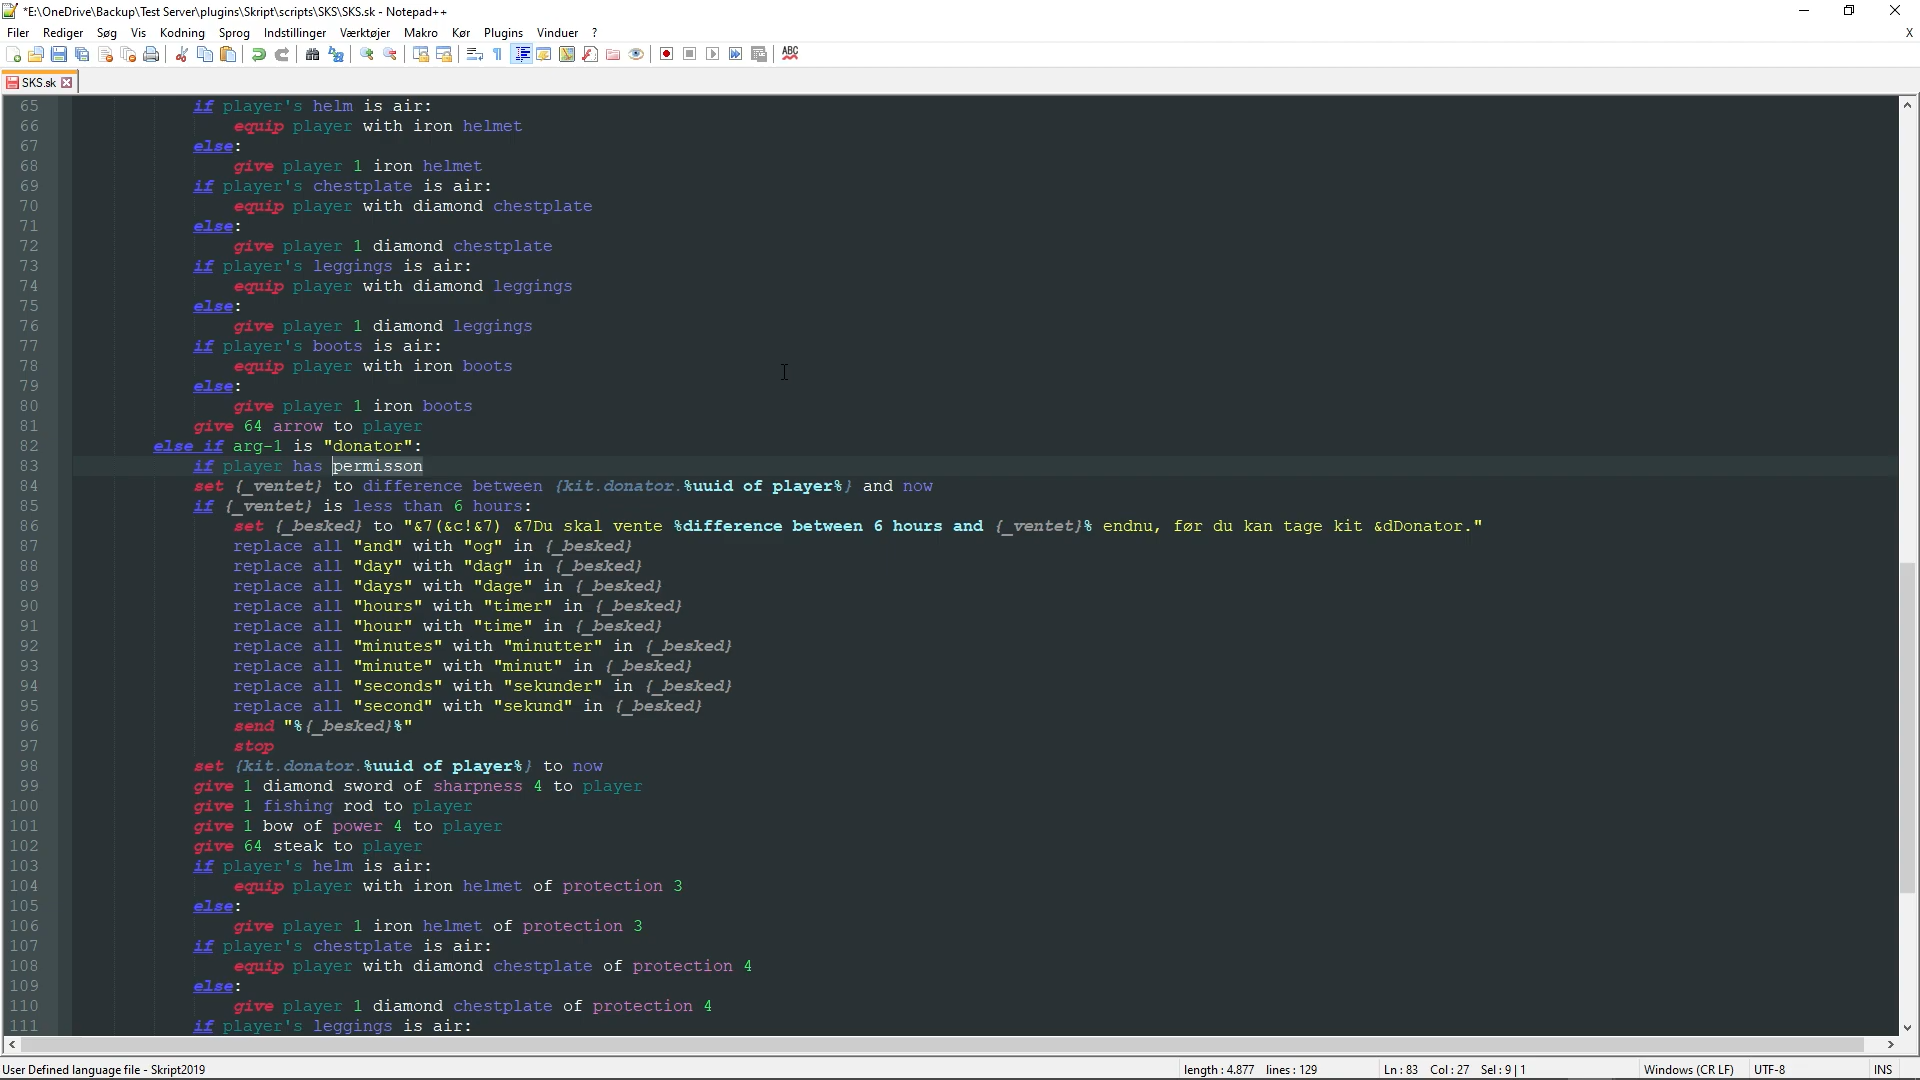 *E:\OneDrive\Backup\Test Server\plugins\Skript\scripts\SKS\SKS.sk - Notepad++
Filer Rediger Søg Vis Kodning Sprog Instillinger Værktøjer Makro Kør Plugins Vinduer ? X
ABC
SKS.sk
65 if player's helm is air:
66 equip player with iron helmet
67 else:
68 give player 1 iron helmet
69 if player's chestplate is air:
70 equip player with diamond chestplate
71 else:
72 give player 1 diamond chestplate
73 if player's leggings is air:
74 equip player with diamond leggings
75 else:
76 give player 1 diamond leggings
77 if player's boots is air:
78 equip player with iron boots
79 else:
80 give player 1 iron boots
81 give 64 arrow to player
82 else if arg-1 is "donator":
83 if player has permisson
84 set {_ventet} to difference between {kit.donator.%uuid of player%} and now
85 if {_ventet} is less than 6 hours:
86 set {_besked} to "&7(&c!&7) &7Du skal vente %difference between 6 hours and {_ventet}% endnu, før du kan tage kit &dDonator."
87 replace all "and" with "og" in {_besked}
88 replace all "day" with "dag" in {_besked}
89 replace all "days" with "dage" in {_besked}
90 replace all "hours" with "timer" in {_besked}
91 replace all "hour" with "time" in {_besked}
92 replace all "minutes" with "minutter" in {_besked}
93 replace all "minute" with "minut" in {_besked}
94 replace all "seconds" with "sekunder" in {_besked}
95 replace all "second" with "sekund" in {_besked}
96 send "%{_besked}%"
97 stop
98 set {kit.donator.%uuid of player%} to now
99 give 1 diamond sword of sharpness 4 to player
100 give 1 fishing rod to player
101 give 1 bow of power 4 to player
102 give 64 steak to player
103 if player's helm is air:
104 equip player with iron helmet of protection 3
105 else:
106 give player 1 iron helmet of protection 3
107 if player's chestplate is air:
108 equip player with diamond chestplate of protection 4
109 else:
110 give player 1 diamond chestplate of protection 4
111 if player's leggings is air:
User Defined language file - Skript2019 length : 4.877 lines : 129 Ln : 83 Col : 27 Sel : 9 | 1 Windows (CR LF) UTF-8 INS